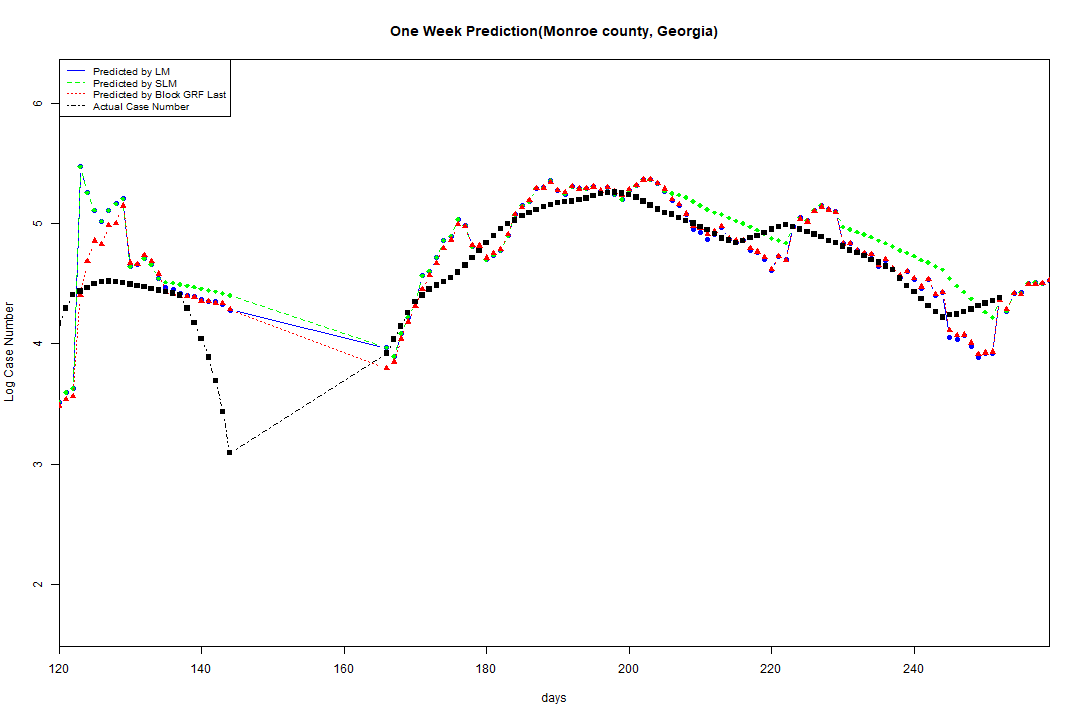 One Week Prediction(Monroe county, Georgia)
Predicted by LM
Predicted by SLM
Predicted by Block GRF Last
Actual Case Number
6
5
4
3
2
Log Case Number
120 140 160 180 200 220 240
days